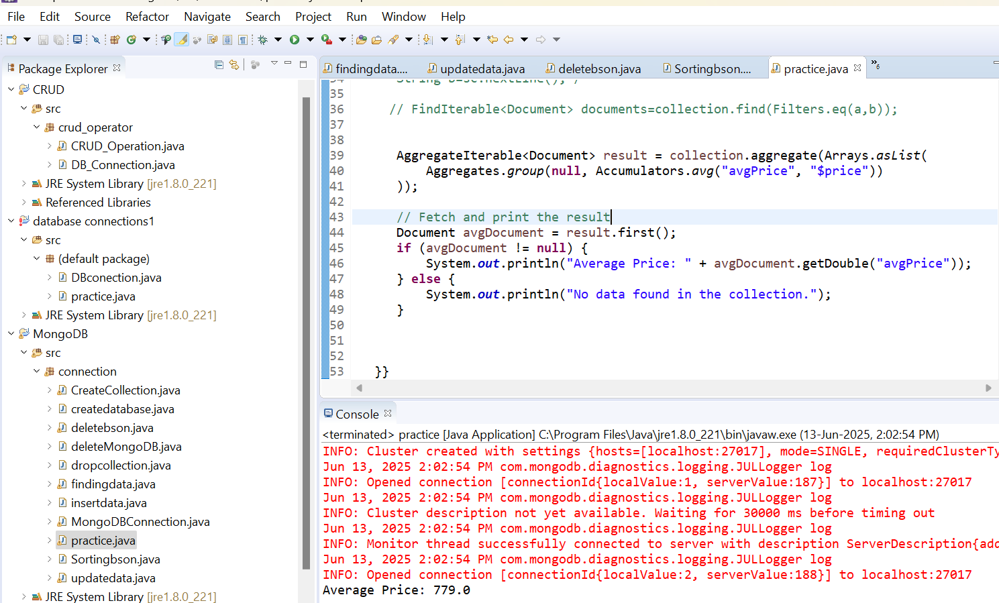 File Edit Source Refactor Navigate Search Project Run Window Help
Package Explorer
CRUD
src
crud_operator
CRUD_Operation.java
DB_Connection.java
JRE System Library [jre1.8.0_221]
Referenced Libraries
database connections1
src
(default package)
DBconection.java
practice.java
JRE System Library [jre1.8.0_221]
MongoDB
src
connection
CreateCollection.java
createdatabase.java
deletebson.java
deleteMongoDB.java
dropcollection.java
findingdata.java
insertdata.java
MongoDBConnection.java
practice.java
Sortingbson.java
updatedata.java
JRE System Library [jre1.8.0_221]
findingdata.... updatedata.java deletebson.java Sortingbson.... practice.java »6
34 String b=sc.nextLine(); /
35
36 // FindIterable<Document> documents=collection.find(Filters.eq(a,b));
37
38
39 AggregateIterable<Document> result = collection.aggregate(Arrays.asList(
40 Aggregates.group(null, Accumulators.avg("avgPrice", "$price"))
41 ));
42
43 // Fetch and print the result
44 Document avgDocument = result.first();
45 if (avgDocument != null) {
46 System.out.println("Average Price: " + avgDocument.getDouble("avgPrice"));
47 } else {
48 System.out.println("No data found in the collection.");
49 }
50
51
52
53 }}
Console
<terminated> practice [Java Application] C:\Program Files\Java\jre1.8.0_221\bin\javaw.exe (13-Jun-2025, 2:02:54 PM)
INFO: Cluster created with settings {hosts=[localhost:27017], mode=SINGLE, requiredClusterTy
Jun 13, 2025 2:02:54 PM com.mongodb.diagnostics.logging.JULLogger log
INFO: Opened connection [connectionId{localValue:1, serverValue:187}] to localhost:27017
Jun 13, 2025 2:02:54 PM com.mongodb.diagnostics.logging.JULLogger log
INFO: Cluster description not yet available. Waiting for 30000 ms before timing out
Jun 13, 2025 2:02:54 PM com.mongodb.diagnostics.logging.JULLogger log
INFO: Monitor thread successfully connected to server with description ServerDescription{add
Jun 13, 2025 2:02:54 PM com.mongodb.diagnostics.logging.JULLogger log
INFO: Opened connection [connectionId{localValue:2, serverValue:188}] to localhost:27017
Average Price: 779.0